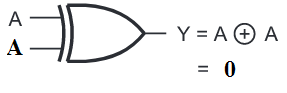 A
A
Y = A ⊕ A
= 0